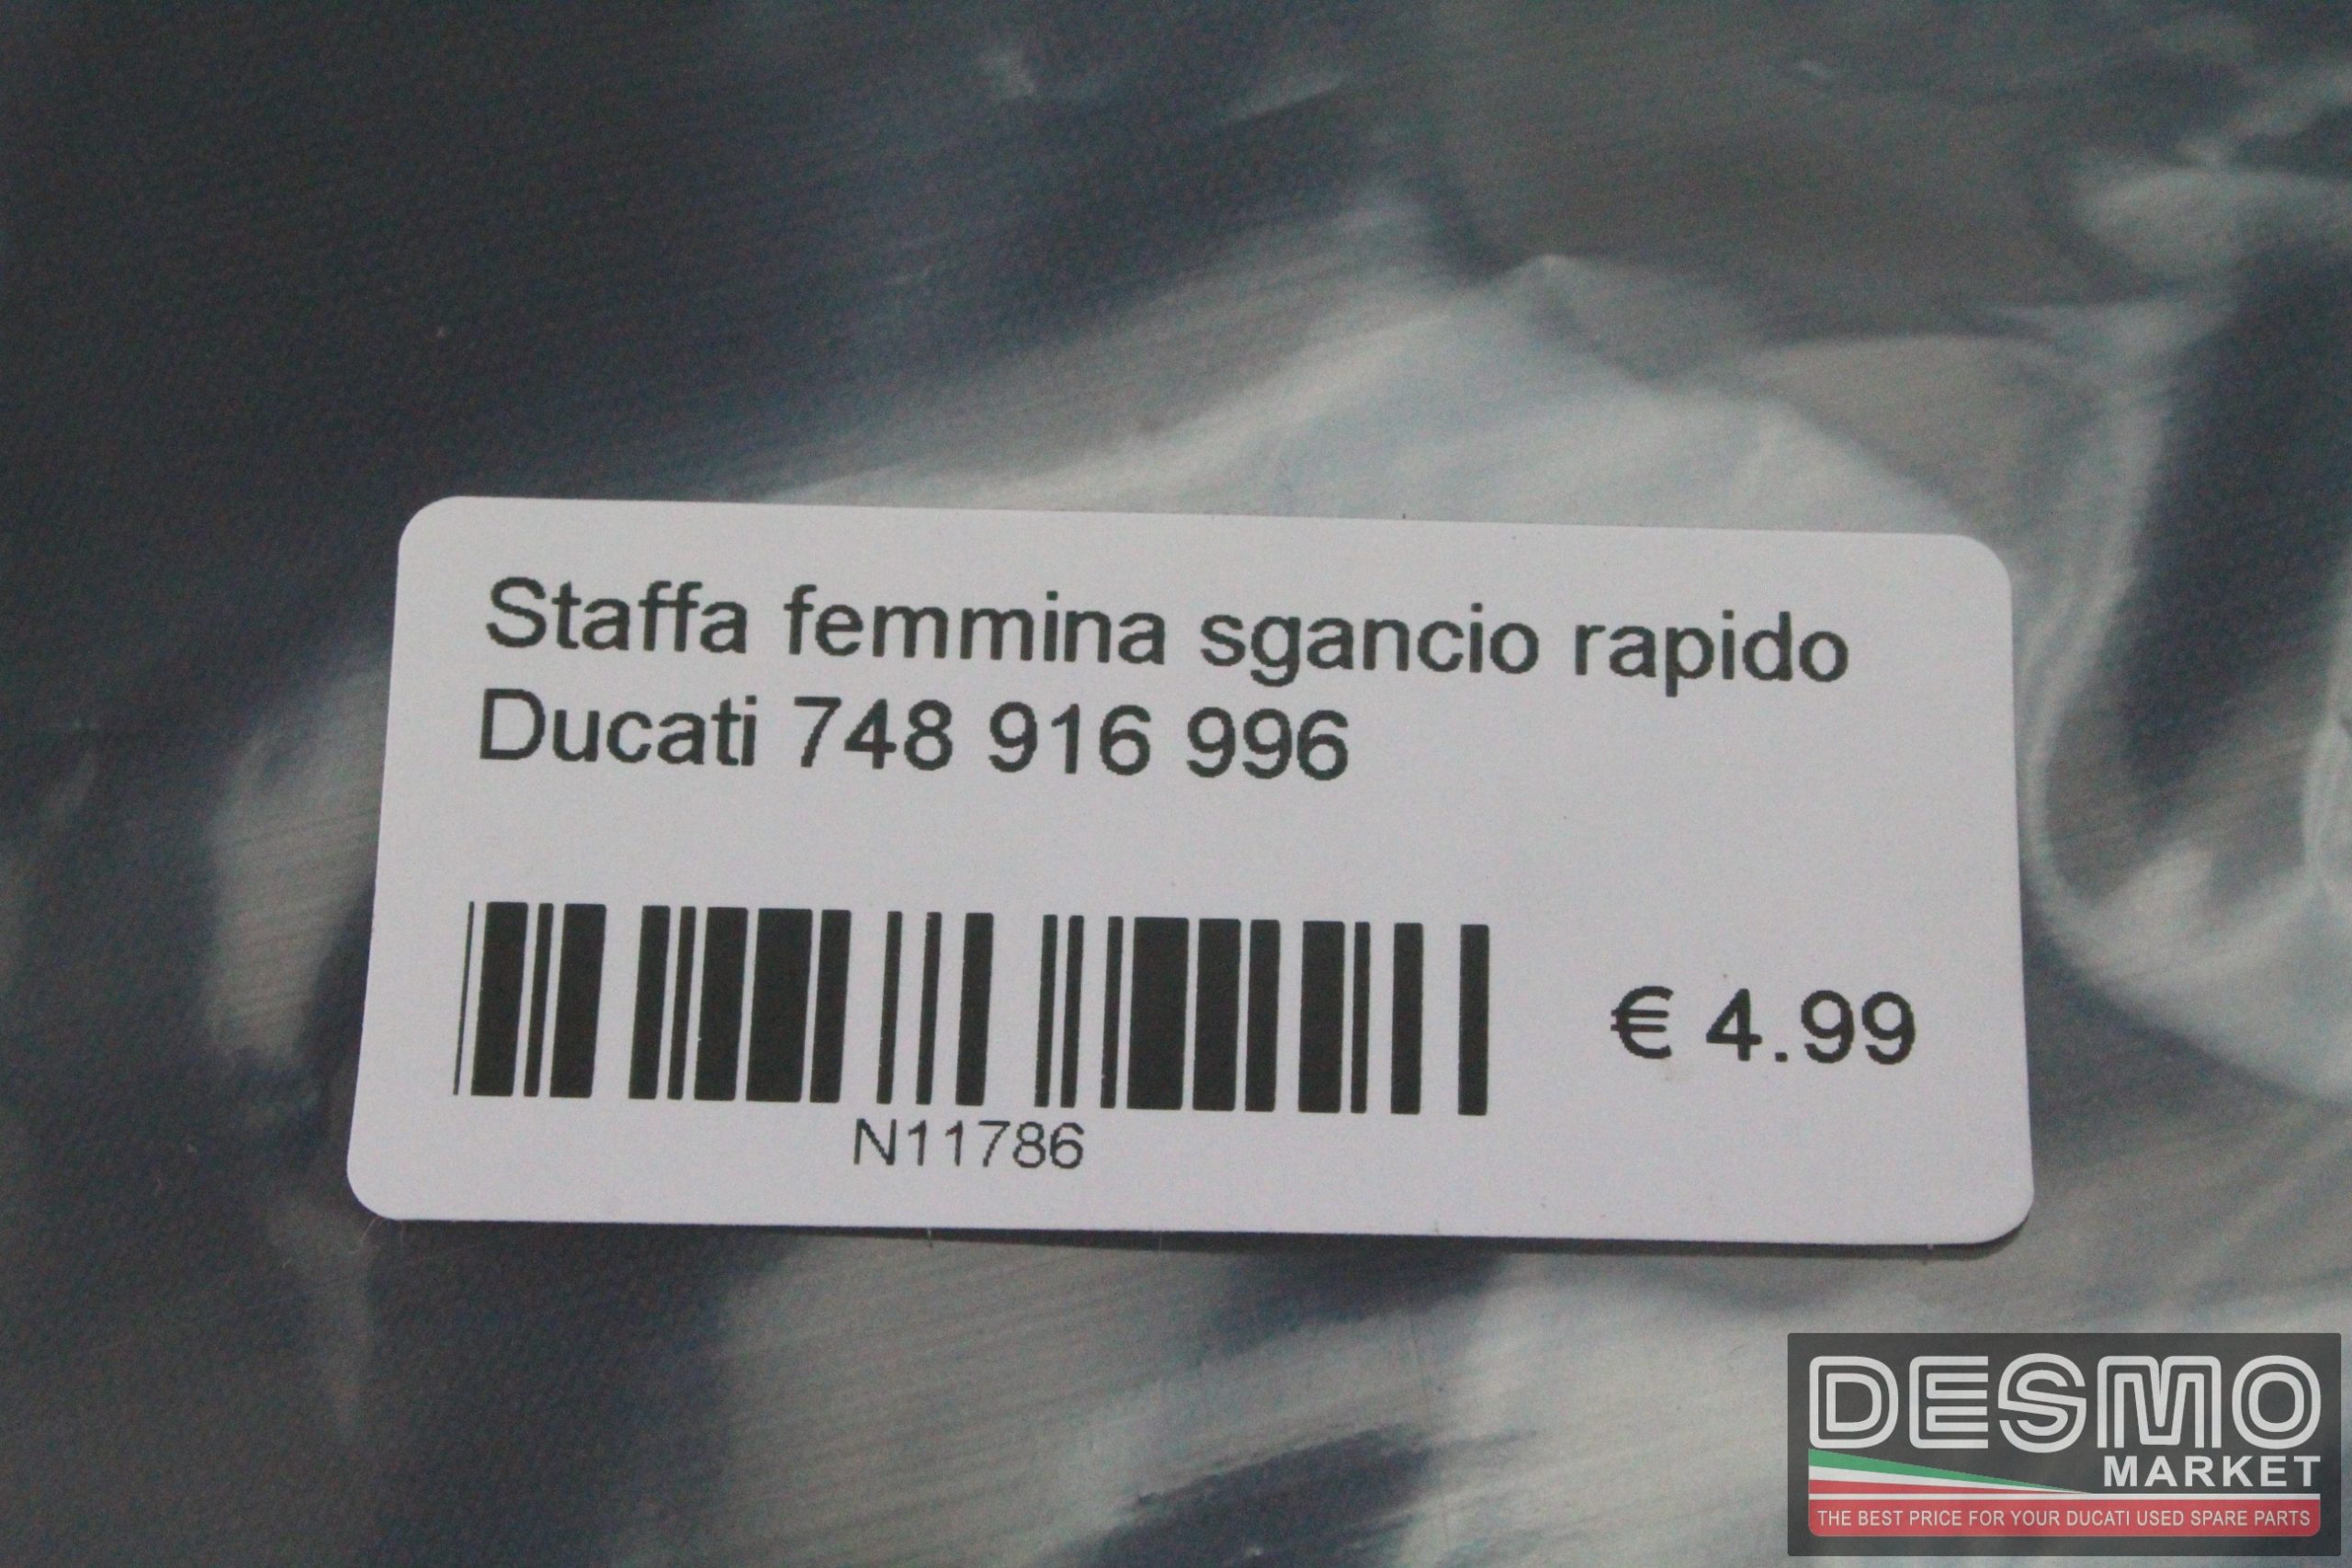 Staffa femmina sgancio rapido
Ducati 748 916 996
€ 4.99
N11786
DESMO
MARKET
THE BEST PRICE FOR YOUR DUCATI USED SPARE PARTS